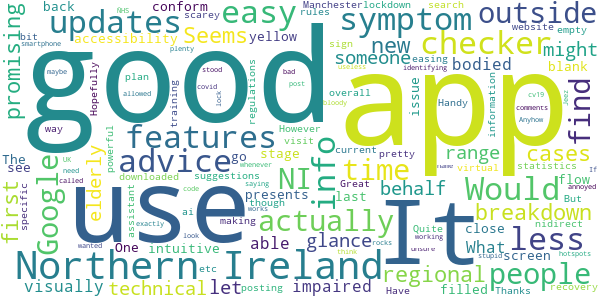 promising back NHS conform Manchester lockdown search
scarey rules empty
updates easy symptom outside
bit accessibility Seems yellow someone new checker website
Hopefully plan sign easing might
smartphone plenty bodied blank
maybe allowed stood bad useless identifying find
good app
way covid lock post overall issue Handy information cv19 comments
training regulations bloody Anyhow Jeez
features However visit stage current pretty range cases
The powerful advice go NI info time behalf flow
see UX downloaded suggestions whenever virtual statistics If
first Google elderly use saying though Great It Would nidirect annoyed
specific need called code works presents last less But
assistant ai making actually breakdown
wanted exactly look One intuitive able glance close What screen
Northern Ireland regional people
working rocks unsure stupid hotspots
visually technical let etc posting impaired think Have filled Quite Thanks recovery